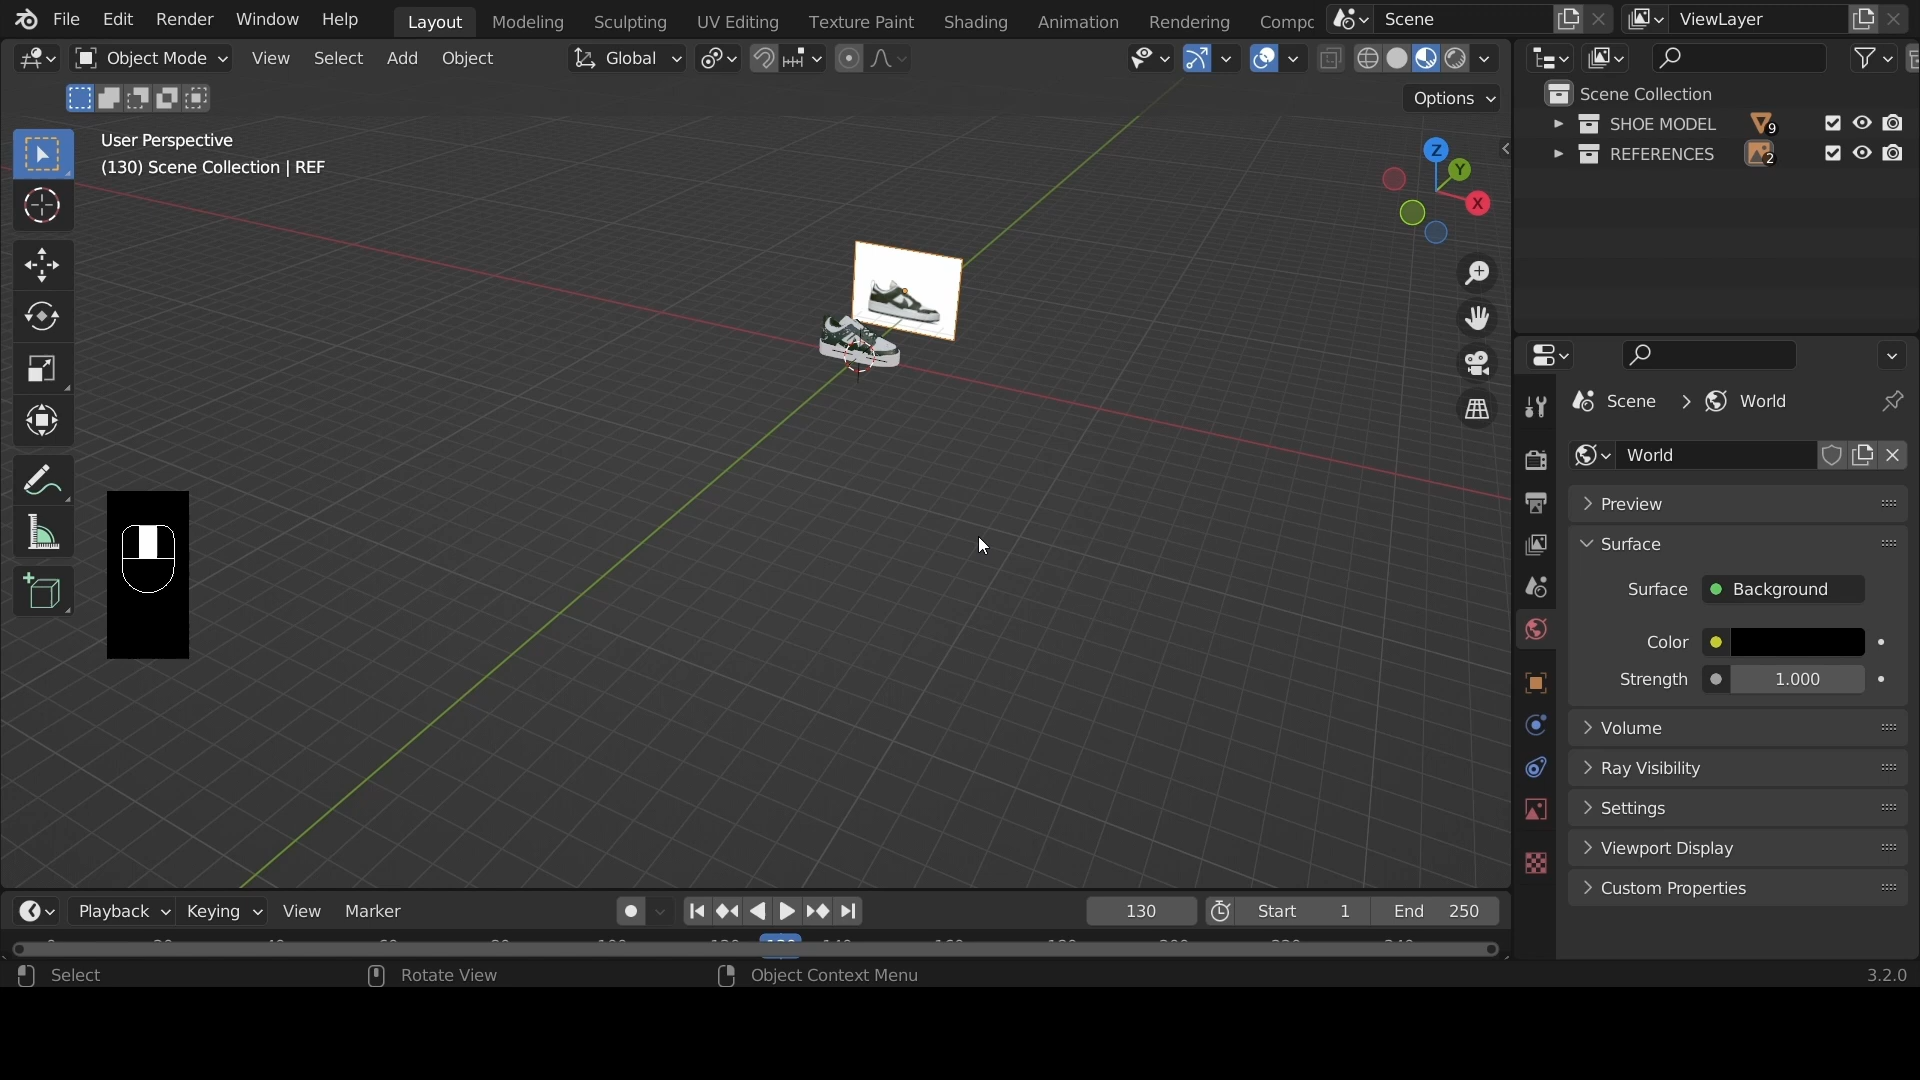 File Edit Render Window Help Layout Modeling Sculpting UV Editing Texture Paint Shading Animation Rendering Compc Scene ViewLayer
Object Mode View Select Add Object Global
Options
User Perspective
(130) Scene Collection | REF
Z
Y
X
Scene Collection
SHOE MODEL 9
REFERENCES 2
Scene > World
World
Preview
Surface
Surface Background
Color
Strength 1.000
Volume
Ray Visibility
Settings
Viewport Display
Custom Properties
Playback Keying View Marker 130 Start 1 End 250
Select Rotate View Object Context Menu 3.2.0